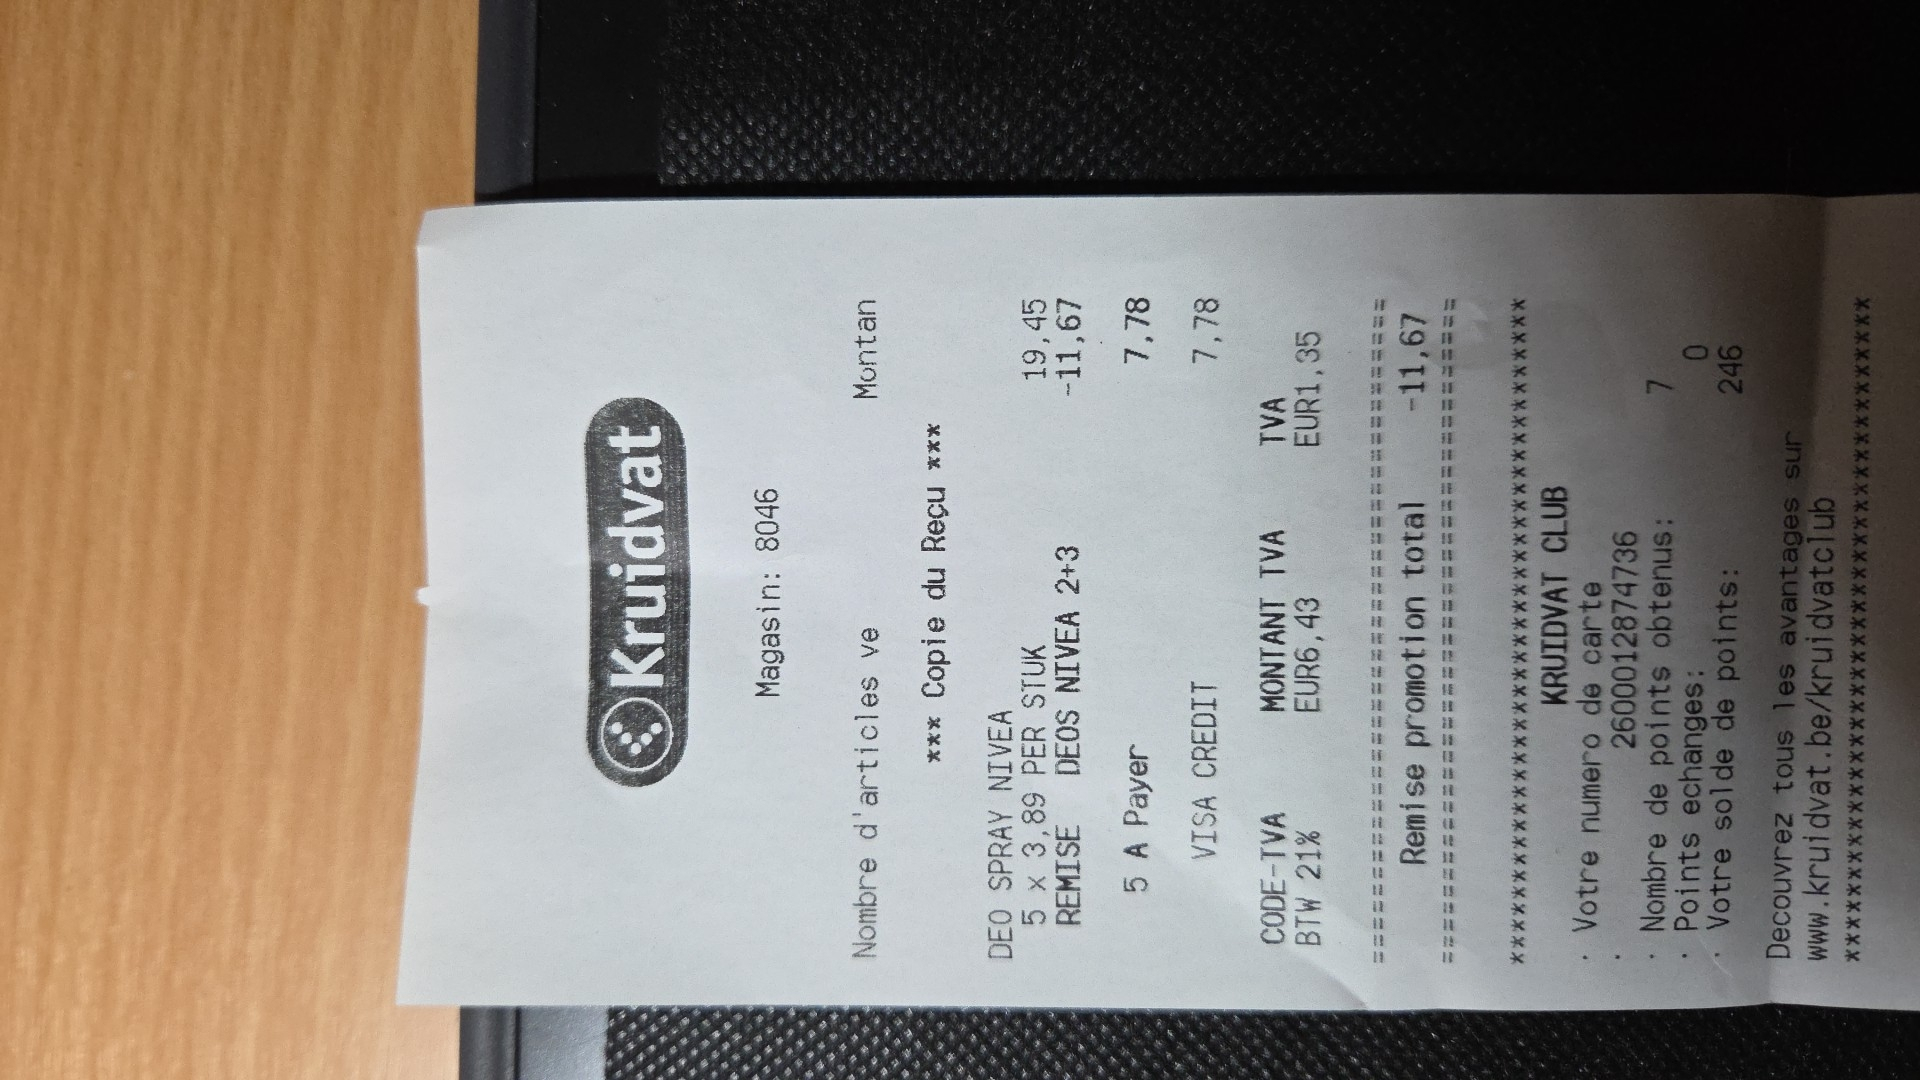 Kruidvat
Magasin: 8046
Nombre d'articles ve Montan
*** Copie du Reçu ***
DEO SPRAY NIVEA
5 x 3,89 PER STUK 19,45
REMISE DEOS NIVEA 2+3 -11,67
5 A Payer 7,78
VISA CREDIT 7,78
CODE-TVA MONTANT TVA TVA
BTW 21% EUR6,43 EUR1,35
========================================
Remise promotion total -11,67
========================================
****************************************
KRUIDVAT CLUB
· Votre numero de carte
· 2600012874736
· Nombre de points obtenus: 7
· Points echanges: 0
· Votre solde de points: 246
Decouvrez tous les avantages sur
www.kruidvat.be/kruidvatclub
****************************************